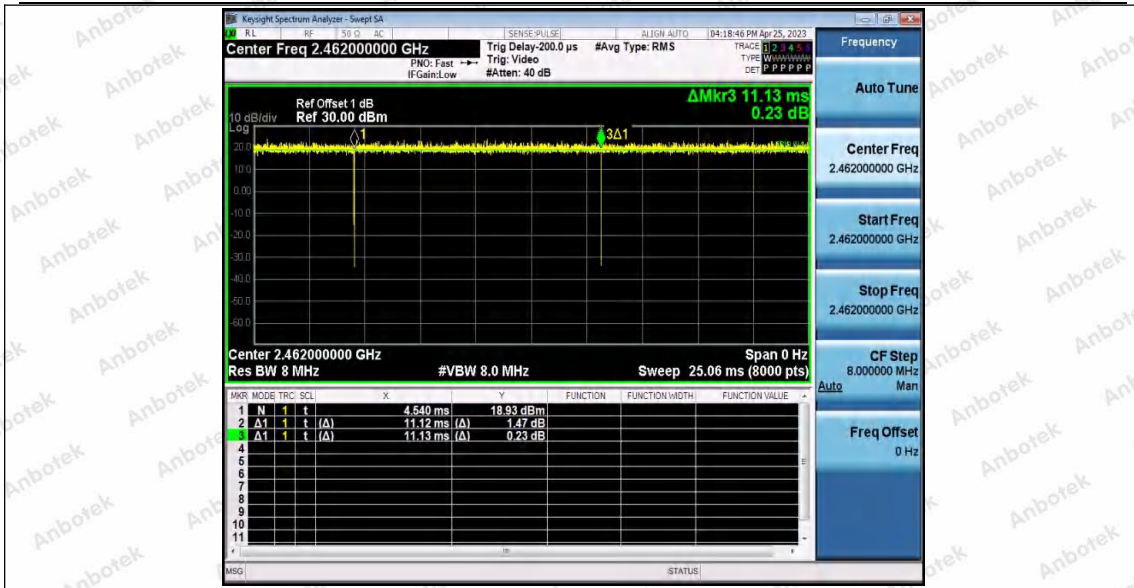 Keysight Spectrum Analyzer - Swept SA
RL RF 50 Ω AC SENSE:PULSE ALIGN AUTO 04:18:46 PM Apr 25, 2023
Center Freq 2.462000000 GHz
PNO: Fast
IFGain:Low
Trig Delay-200.0 µs
Trig: Video
#Atten: 40 dB
#Avg Type: RMS
TRACE 1 2 3 4 5 6
TYPE W
DET P P P P P P
Ref Offset 1 dB
10 dB/div Ref 30.00 dBm
Log
ΔMkr3 11.13 ms
0.23 dB
1
3Δ1
20.0
10.0
0.00
-10.0
-20.0
-30.0
-40.0
-50.0
-60.0
Center 2.462000000 GHz Span 0 Hz
Res BW 8 MHz #VBW 8.0 MHz Sweep 25.06 ms (8000 pts)
MKR MODE TRC SCL X Y FUNCTION FUNCTION WIDTH FUNCTION VALUE
1 N 1 t 4.540 ms 18.93 dBm
2 Δ1 1 t (Δ) 11.12 ms (Δ) 1.47 dB
3 Δ1 1 t (Δ) 11.13 ms (Δ) 0.23 dB
4
5
6
7
8
9
10
11
MSG STATUS
Frequency
Auto Tune
Center Freq
2.462000000 GHz
Start Freq
2.462000000 GHz
Stop Freq
2.462000000 GHz
CF Step
8.000000 MHz
Auto Man
Freq Offset
0 Hz
Anbotek